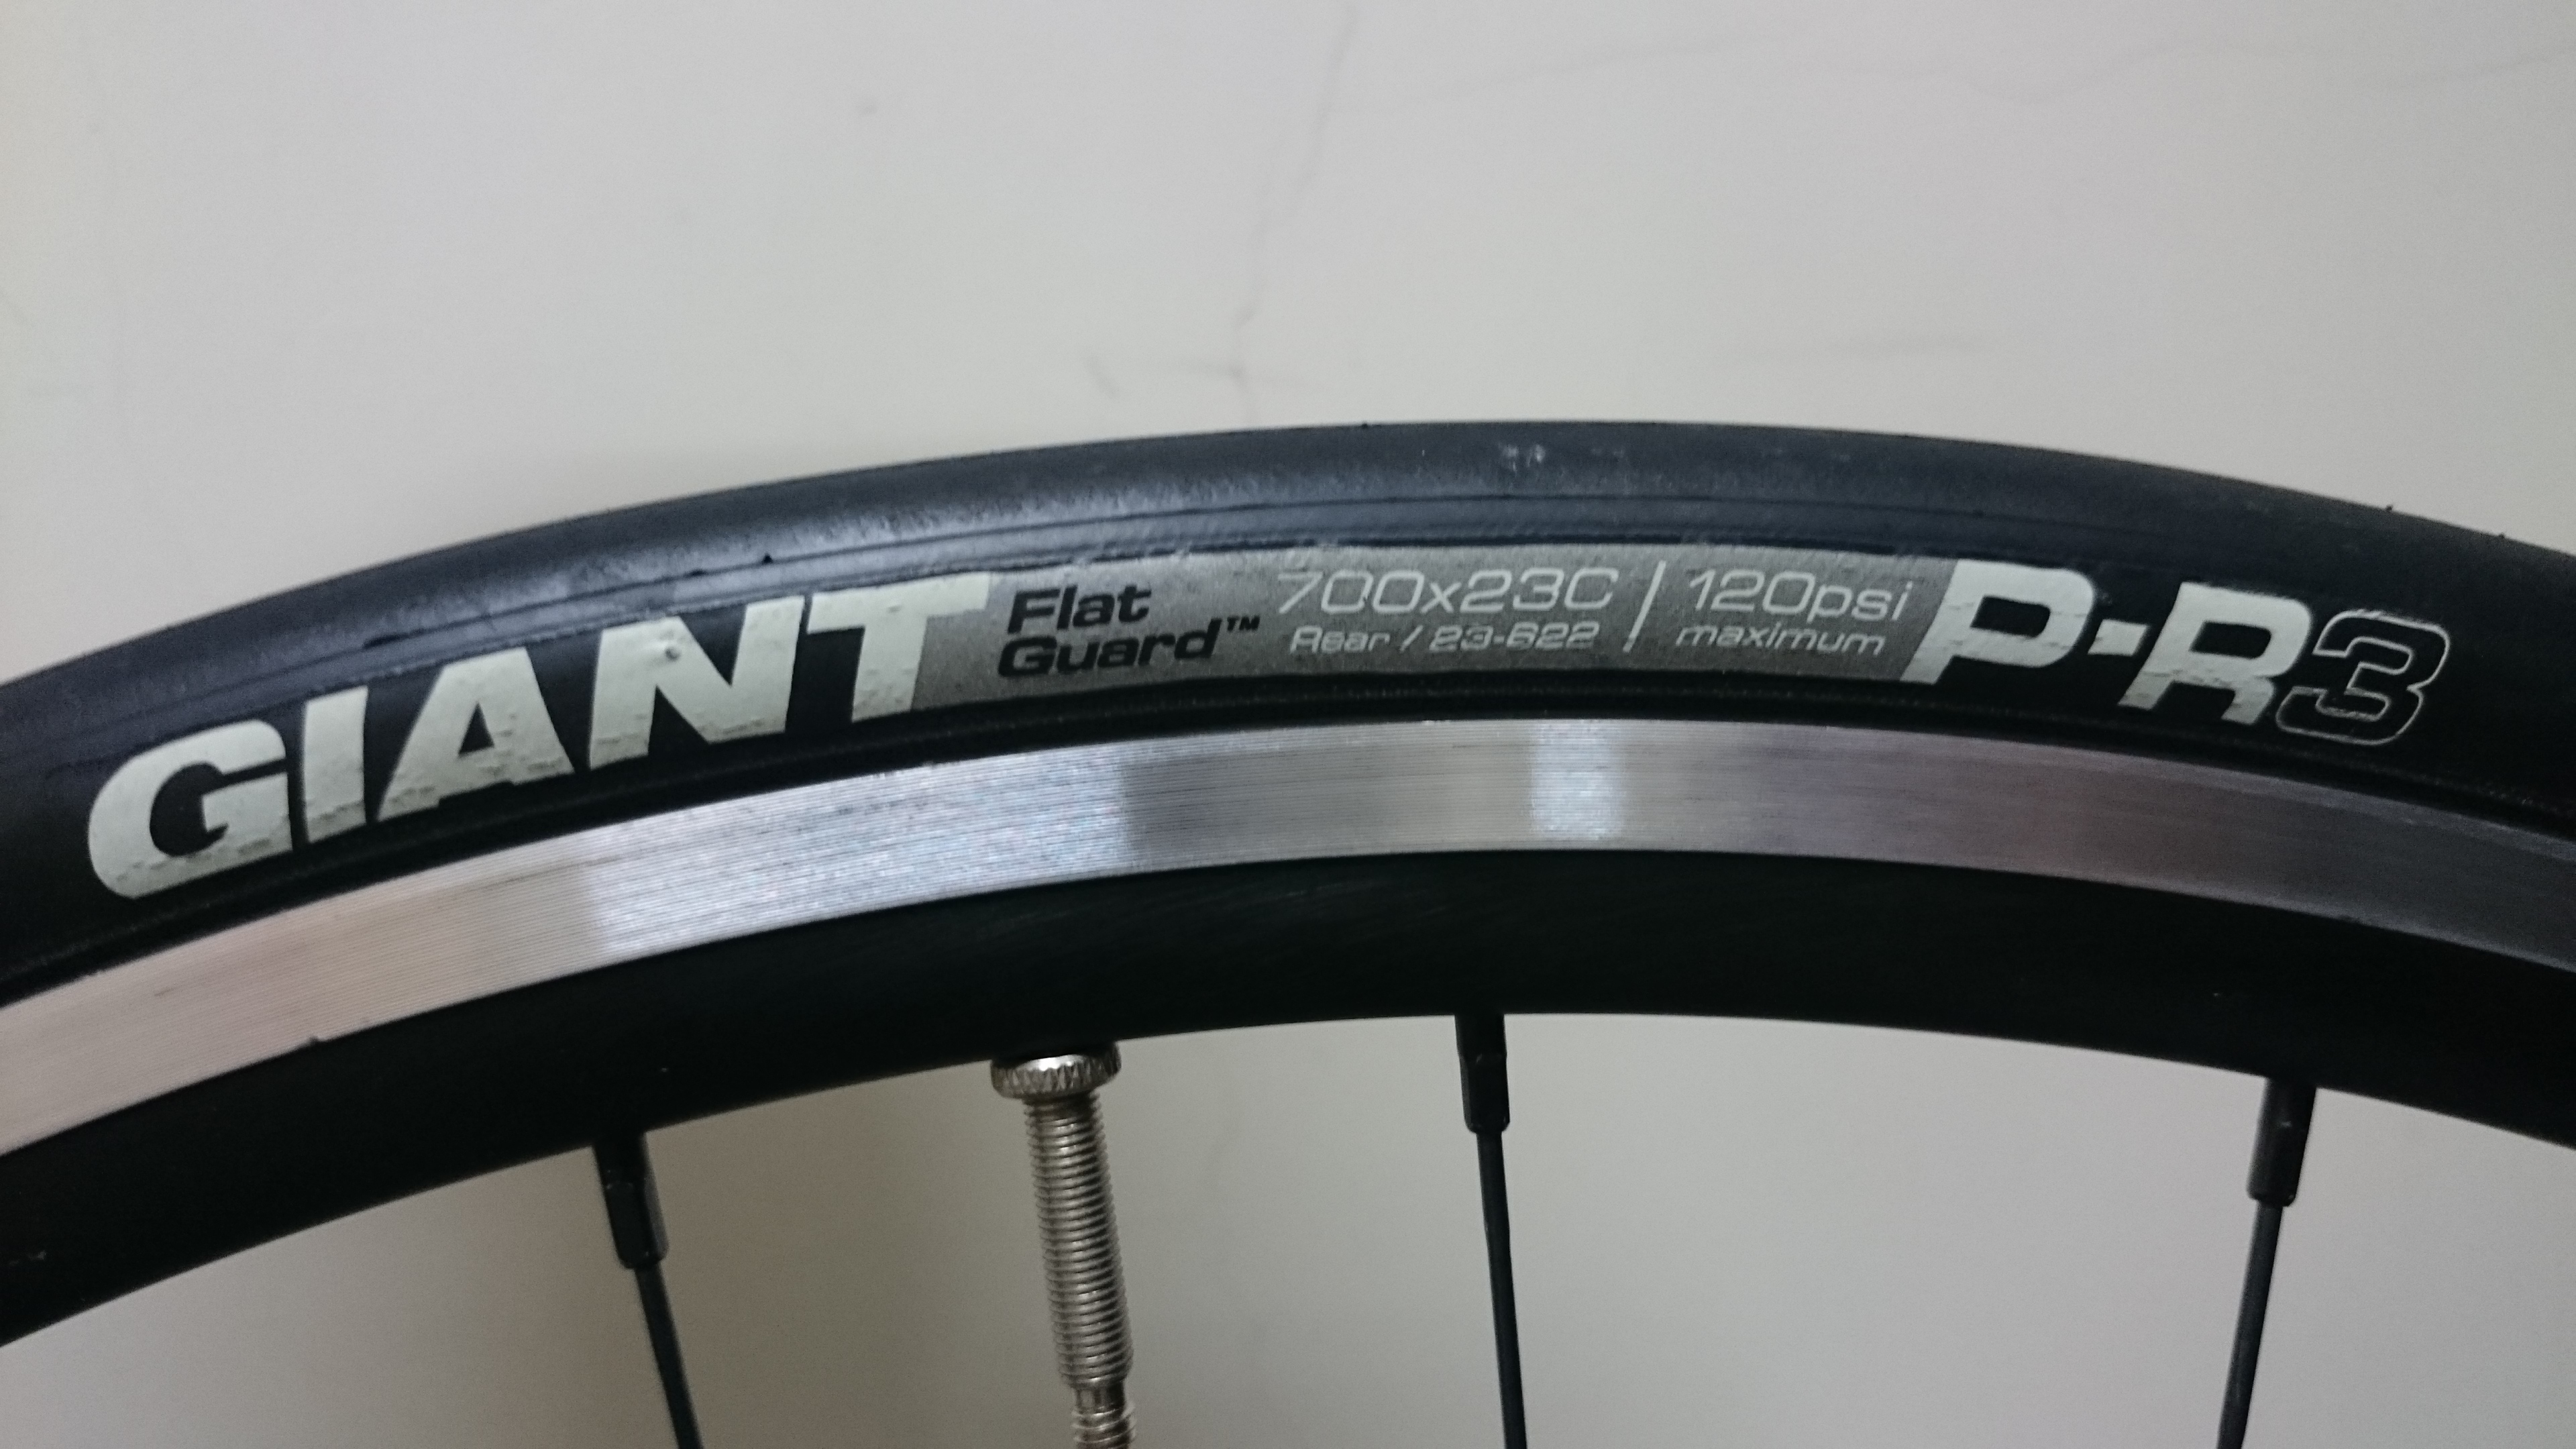 GIANT
Flat
Guard™
700x23C | 120psi
Rear / 23-622 | maximum
P-R3